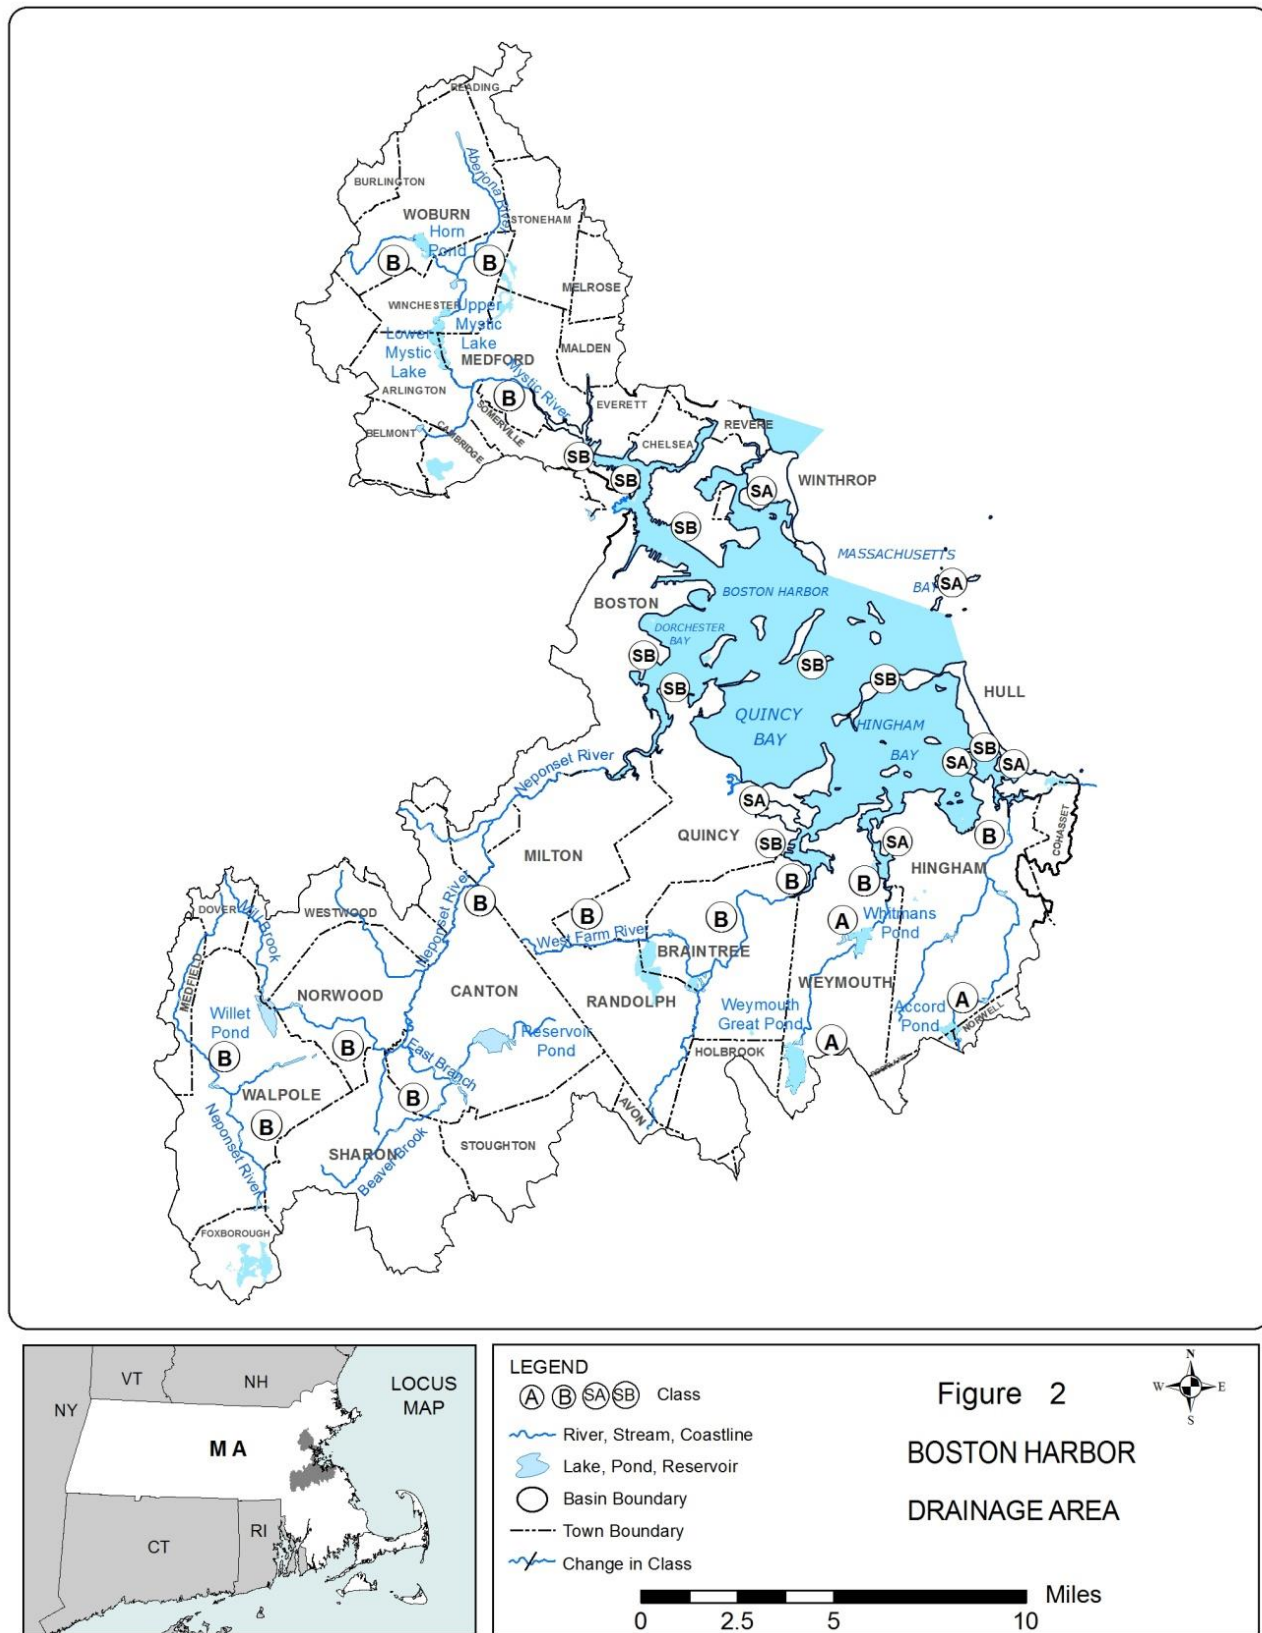 READING
Aberjona River
BURLINGTON
WOBURN
STONEHAM
Horn
Pond
B
B
MELROSE
WINCHESTER
Upper
Mystic
Lake
Lower
Mystic
Lake
MALDEN
MEDFORD
Mystic River
ARLINGTON
B
SOMERVILLE
EVERETT
REVERE
BELMONT
CAMBRIDGE
CHELSEA
SB
SB
SA
WINTHROP
SB
MASSACHUSETTS
BAY
SA
BOSTON HARBOR
BOSTON
DORCHESTER
BAY
SB
SB
SB
SB
HULL
QUINCY
BAY
HINGHAM
BAY
SB
SA
SA
Neponset River
SA
COHASSET
QUINCY
SB
SA
B
MILTON
HINGHAM
B
B
B
Neponset River
DOVER
WESTWOOD
Mill Brook
B
B
A
Whitmans
Pond
West Farm River
BRAINTREE
MEDFIELD
WEYMOUTH
NORWOOD
CANTON
RANDOLPH
Willet
Pond
Weymouth
Great Pond
Accord
Pond
A
NORWELL
Reservoir
Pond
B
B
East Branch
HOLBROOK
A
WALPOLE
B
B
AVON
Neponset River
SHARON
Beaver Brook
STOUGHTON
FOXBOROUGH
NY
VT
NH
LOCUS
MAP
MA
CT
RI
LEGEND
A B SA SB Class
River, Stream, Coastline
Lake, Pond, Reservoir
Basin Boundary
Town Boundary
Change in Class
Figure 2
BOSTON HARBOR
DRAINAGE AREA
N
W E
S
Miles
0 2.5 5 10